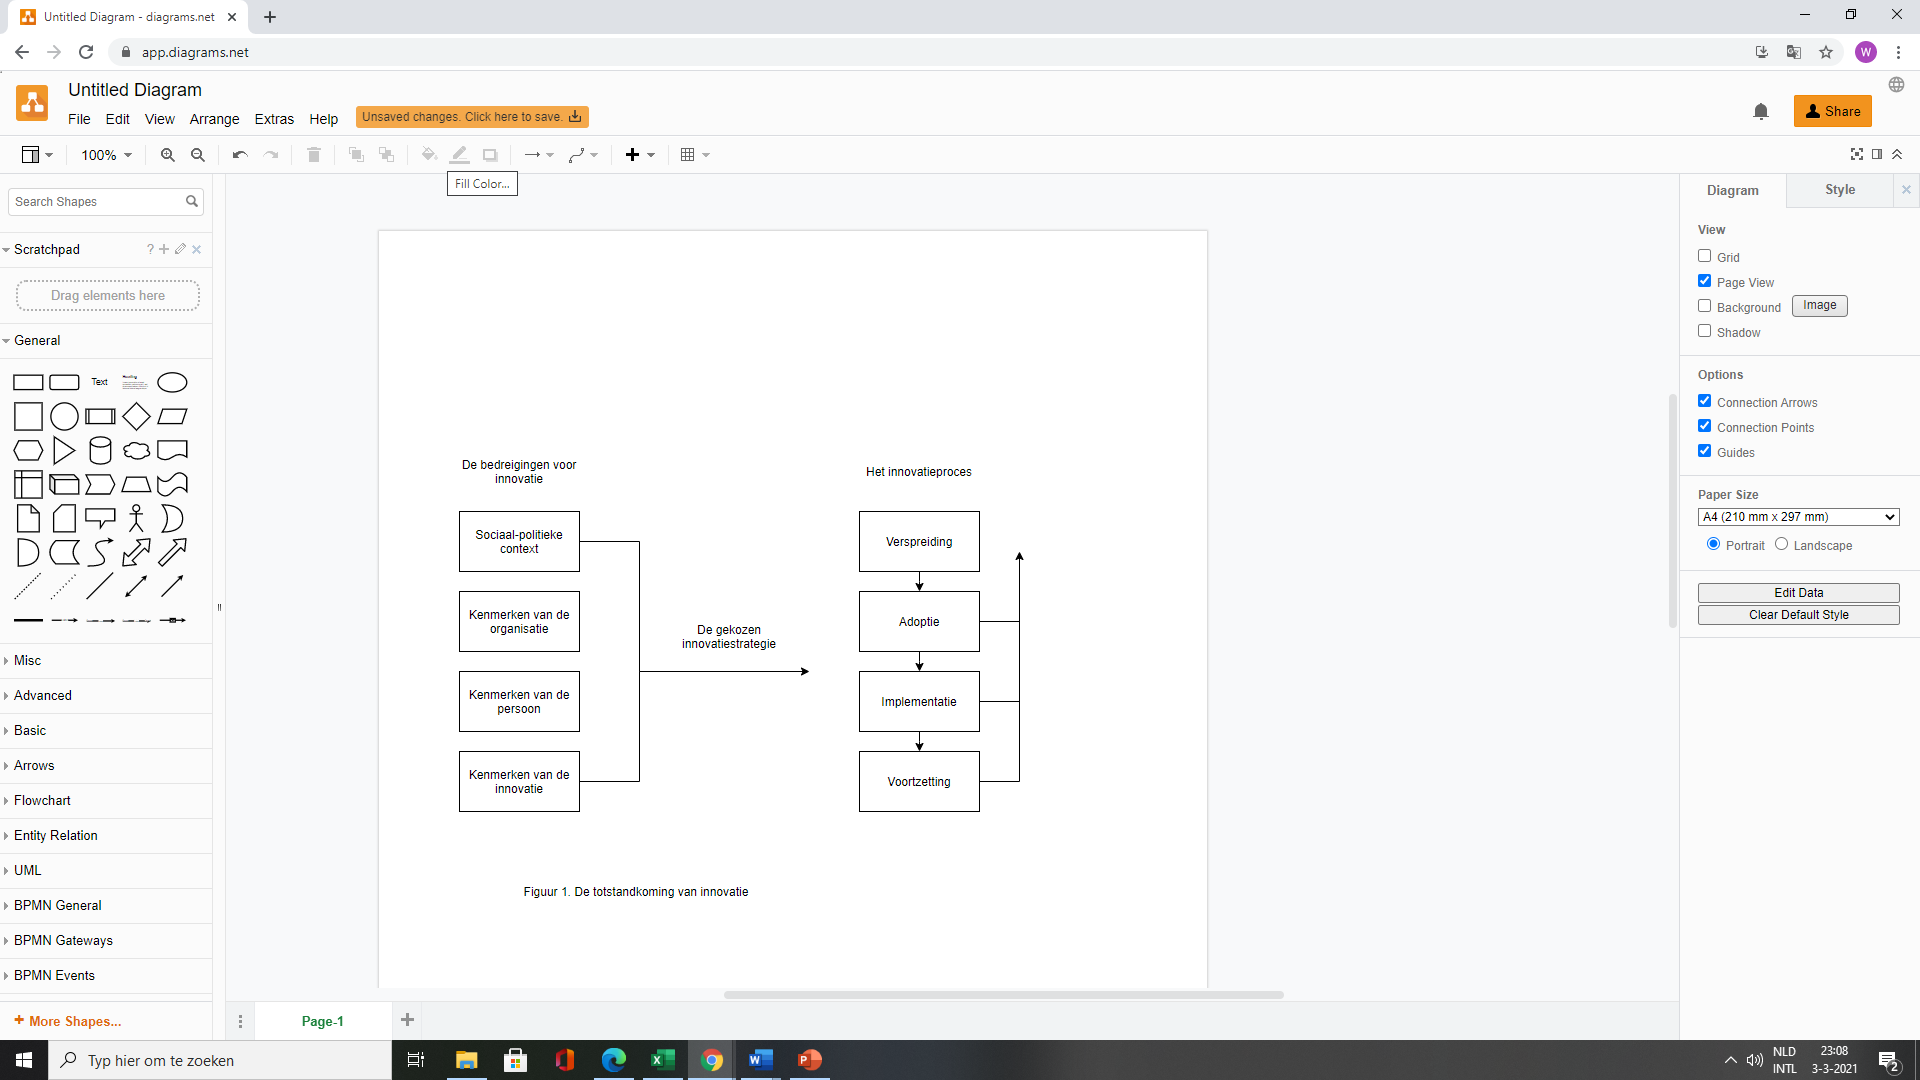 Untitled Diagram - diagrams.net
app.diagrams.net
W
Untitled Diagram
File Edit View Arrange Extras Help
Unsaved changes. Click here to save.
Share
100%
Fill Color...
Search Shapes
Scratchpad
?
Drag elements here
General
Text
Heading
Misc
Advanced
Basic
Arrows
Flowchart
Entity Relation
UML
BPMN General
BPMN Gateways
BPMN Events
+ More Shapes...
De bedreigingen voor
innovatie
Sociaal-politieke
context
Kenmerken van de
organisatie
Kenmerken van de
persoon
Kenmerken van de
innovatie
De gekozen
innovatiestrategie
Het innovatieproces
Verspreiding
Adoptie
Implementatie
Voortzetting
Figuur 1. De totstandkoming van innovatie
Page-1
Diagram Style
View
Grid
Page View
Background Image
Shadow
Options
Connection Arrows
Connection Points
Guides
Paper Size
A4 (210 mm x 297 mm)
Portrait Landscape
Edit Data
Clear Default Style
Typ hier om te zoeken
NLD
INTL
23:08
3-3-2021
2